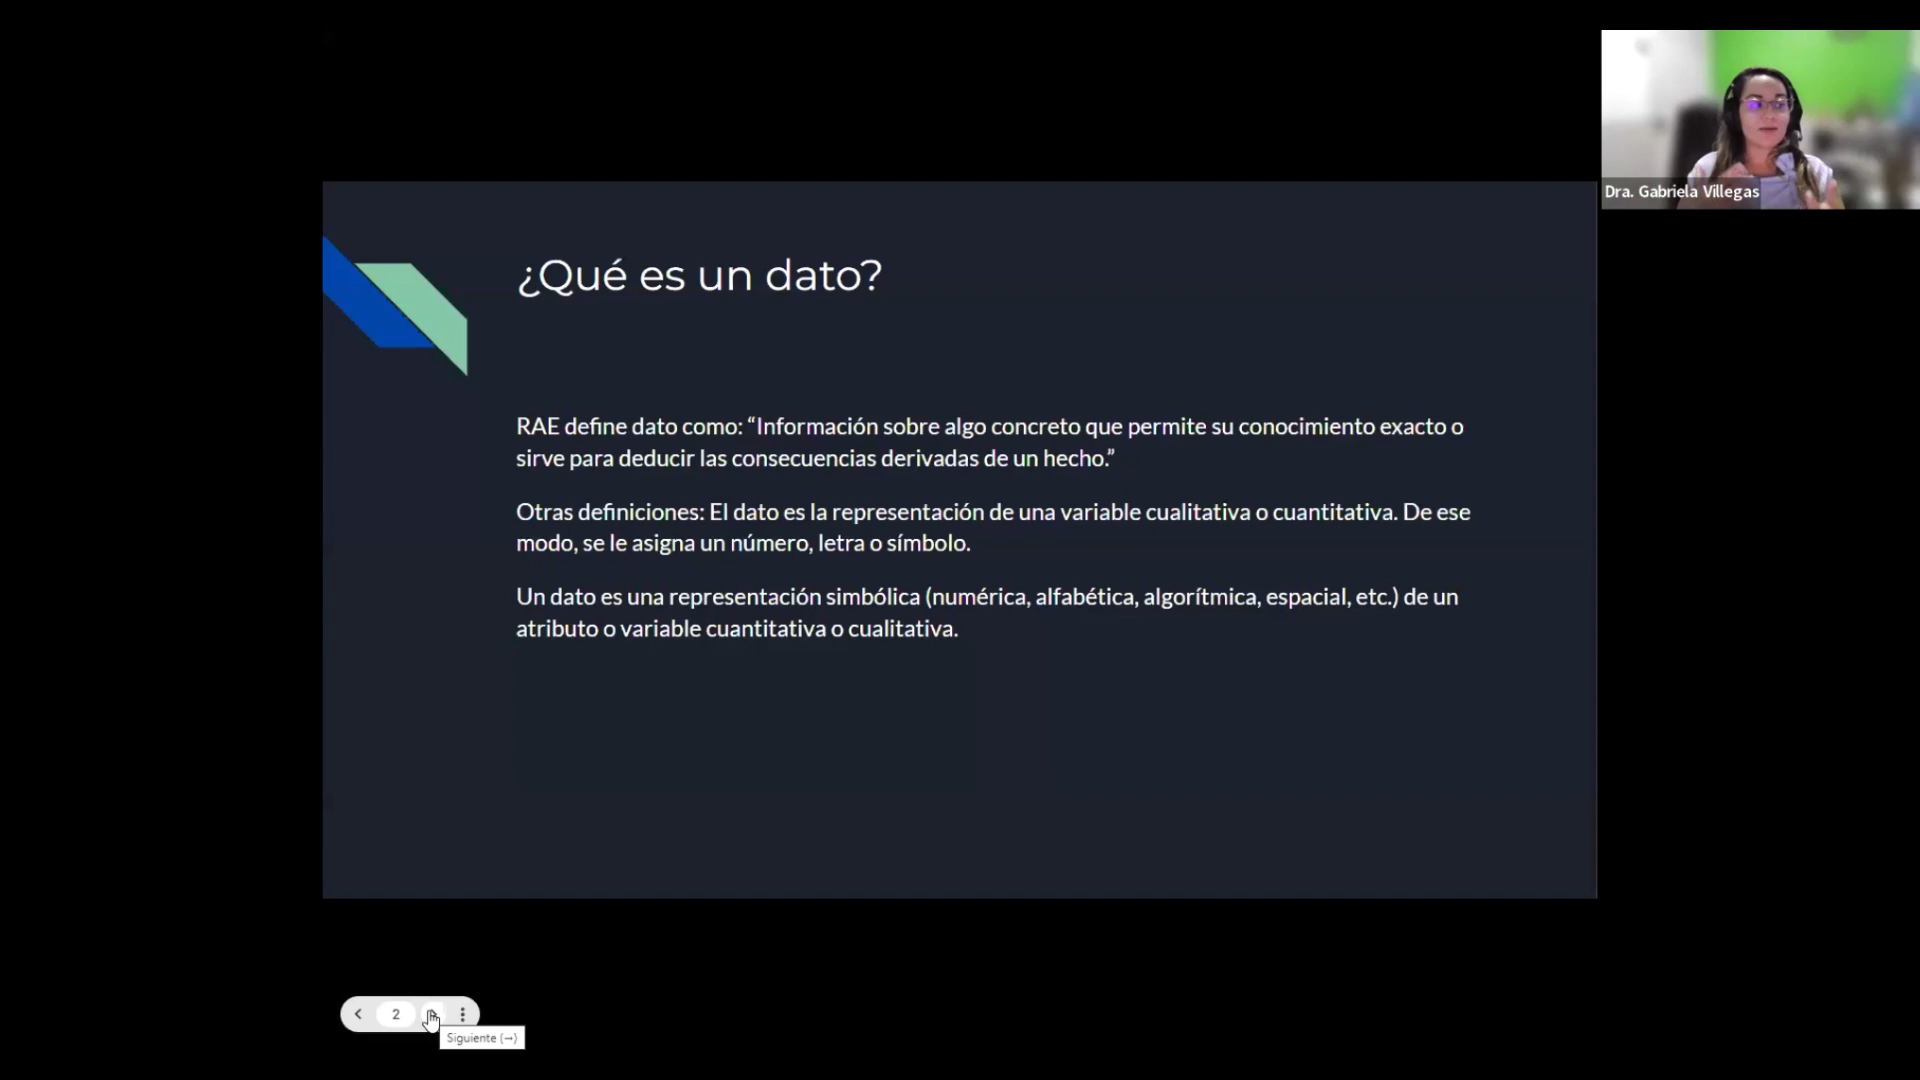 Dra. Gabriela Villegas
¿Qué es un dato?
RAE define dato como: “Información sobre algo concreto que permite su conocimiento exacto o
sirve para deducir las consecuencias derivadas de un hecho.”
Otras definiciones: El dato es la representación de una variable cualitativa o cuantitativa. De ese
modo, se le asigna un número, letra o símbolo.
Un dato es una representación simbólica (numérica, alfabética, algorítmica, espacial, etc.) de un
atributo o variable cuantitativa o cualitativa.
2
Siguiente (→)